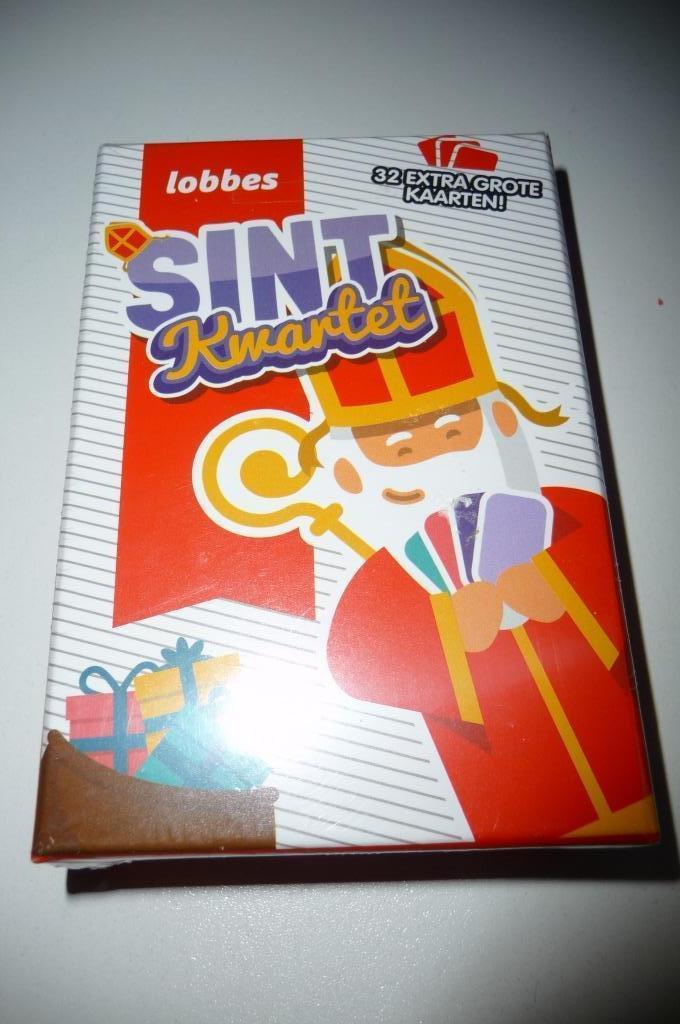 lobbes
32 EXTRA GROTE
KAARTEN!
SINT
Kwartet